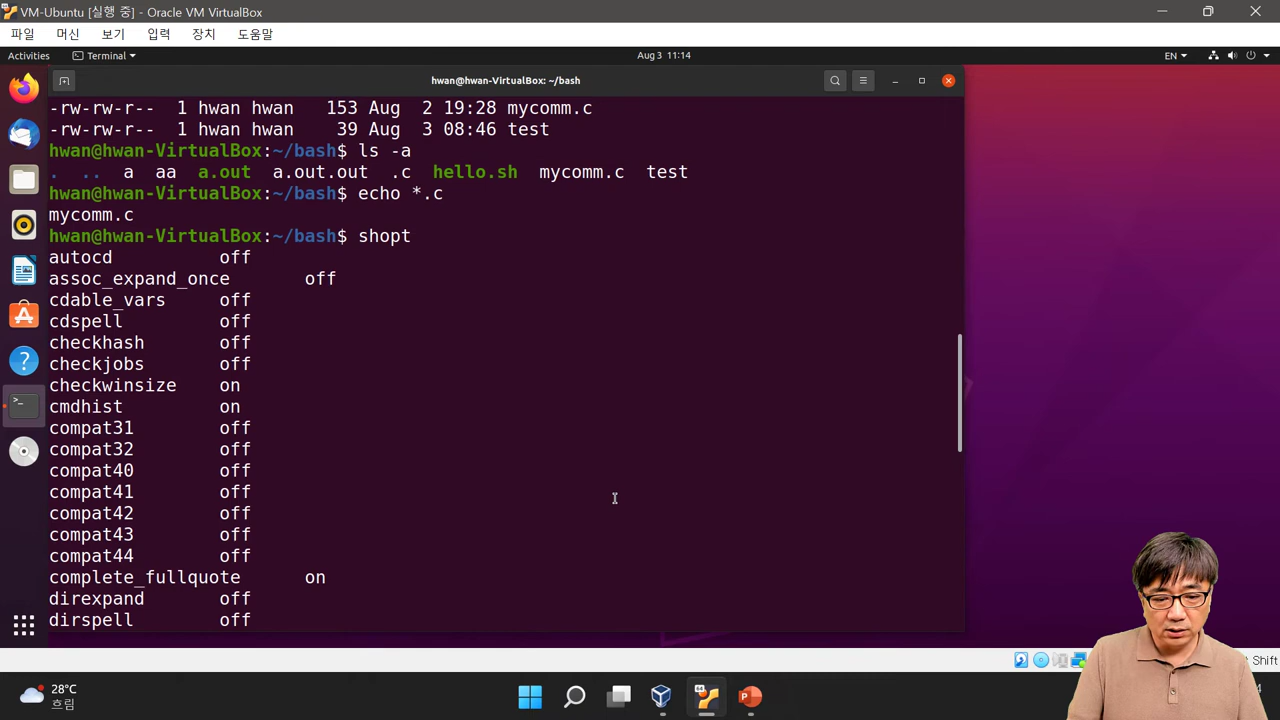 VM-Ubuntu [실행 중] - Oracle VM VirtualBox
파일 머신 보기 입력 장치 도움말
Activities Terminal Aug 3 11:14 EN
hwan@hwan-VirtualBox: ~/bash
-rw-rw-r-- 1 hwan hwan 153 Aug 2 19:28 mycomm.c
-rw-rw-r-- 1 hwan hwan 39 Aug 3 08:46 test
hwan@hwan-VirtualBox:~/bash$ ls -a
. .. a aa a.out a.out.out .c hello.sh mycomm.c test
hwan@hwan-VirtualBox:~/bash$ echo *.c
mycomm.c
hwan@hwan-VirtualBox:~/bash$ shopt
autocd off
assoc_expand_once off
cdable_vars off
cdspell off
checkhash off
checkjobs off
checkwinsize on
cmdhist on
compat31 off
compat32 off
compat40 off
compat41 off
compat42 off
compat43 off
compat44 off
complete_fullquote on
direxpand off
dirspell off
Shift
28°C
흐림